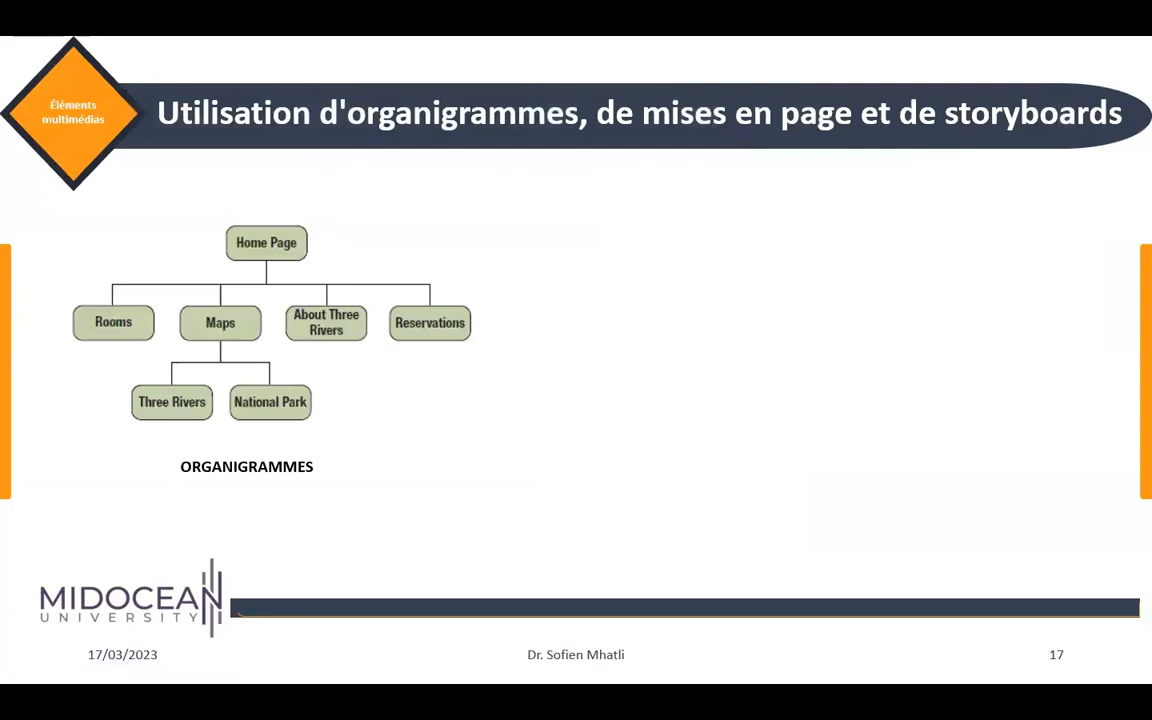 Éléments
multimédias
Utilisation d'organigrammes, de mises en page et de storyboards
Home Page
Rooms
Maps
About Three
Rivers
Reservations
Three Rivers
National Park
ORGANIGRAMMES
MIDOCEAN
UNIVERSITY
17/03/2023
Dr. Sofien Mhatli
17